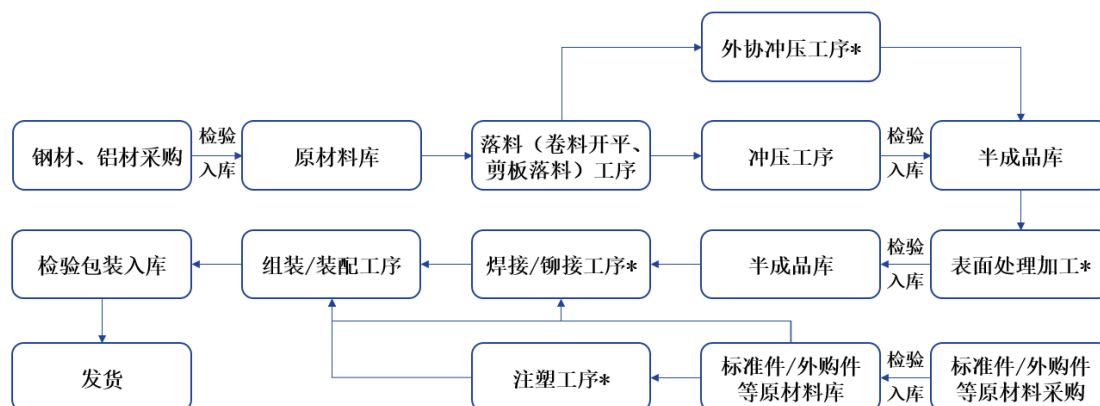 外协冲压工序*
钢材、铝材采购
检验
入库
原材料库
落料（卷料开平、
剪板落料）工序
冲压工序
检验
入库
半成品库
检验包装入库
组装/装配工序
焊接/铆接工序*
半成品库
检验
入库
表面处理加工*
发货
注塑工序*
标准件/外购件
等原材料库
检验
入库
标准件/外购件
等原材料采购